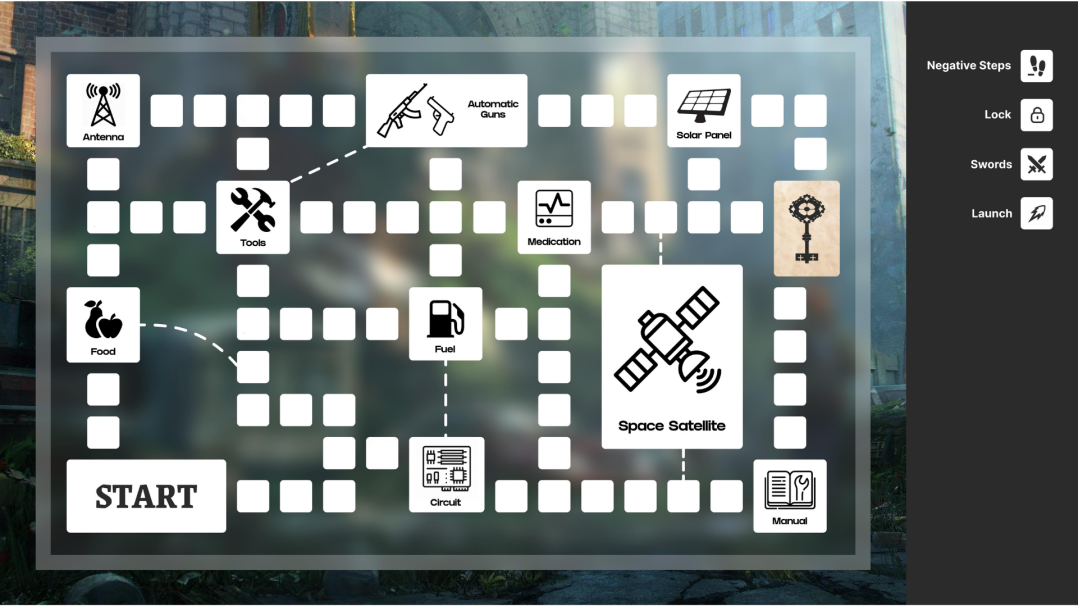 Negative Steps
Lock
Swords
Launch
Antenna
Automatic
Guns
Solar Panel
Tools
Medication
Food
Fuel
Space Satellite
START
Circuit
Manual